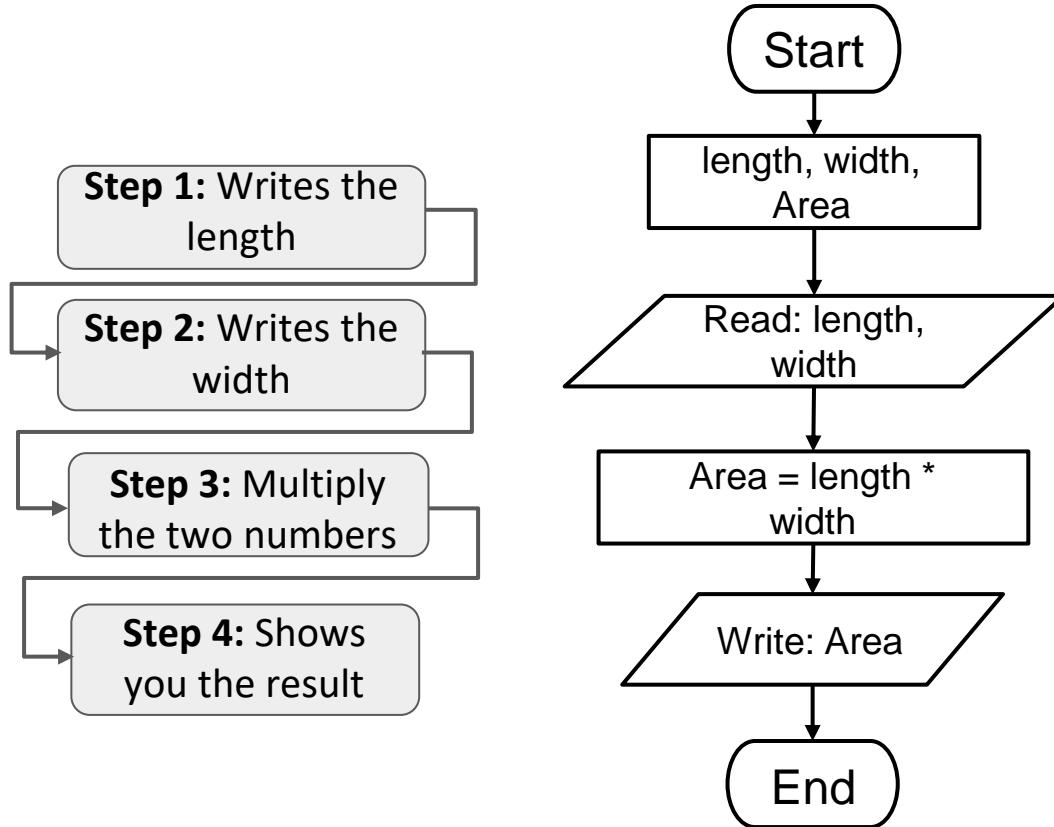 Step 1: Writes the
length
Step 2: Writes the
width
Step 3: Multiply
the two numbers
Step 4: Shows
you the result
Start
length, width,
Area
Read: length,
width
Area = length *
width
Write: Area
End